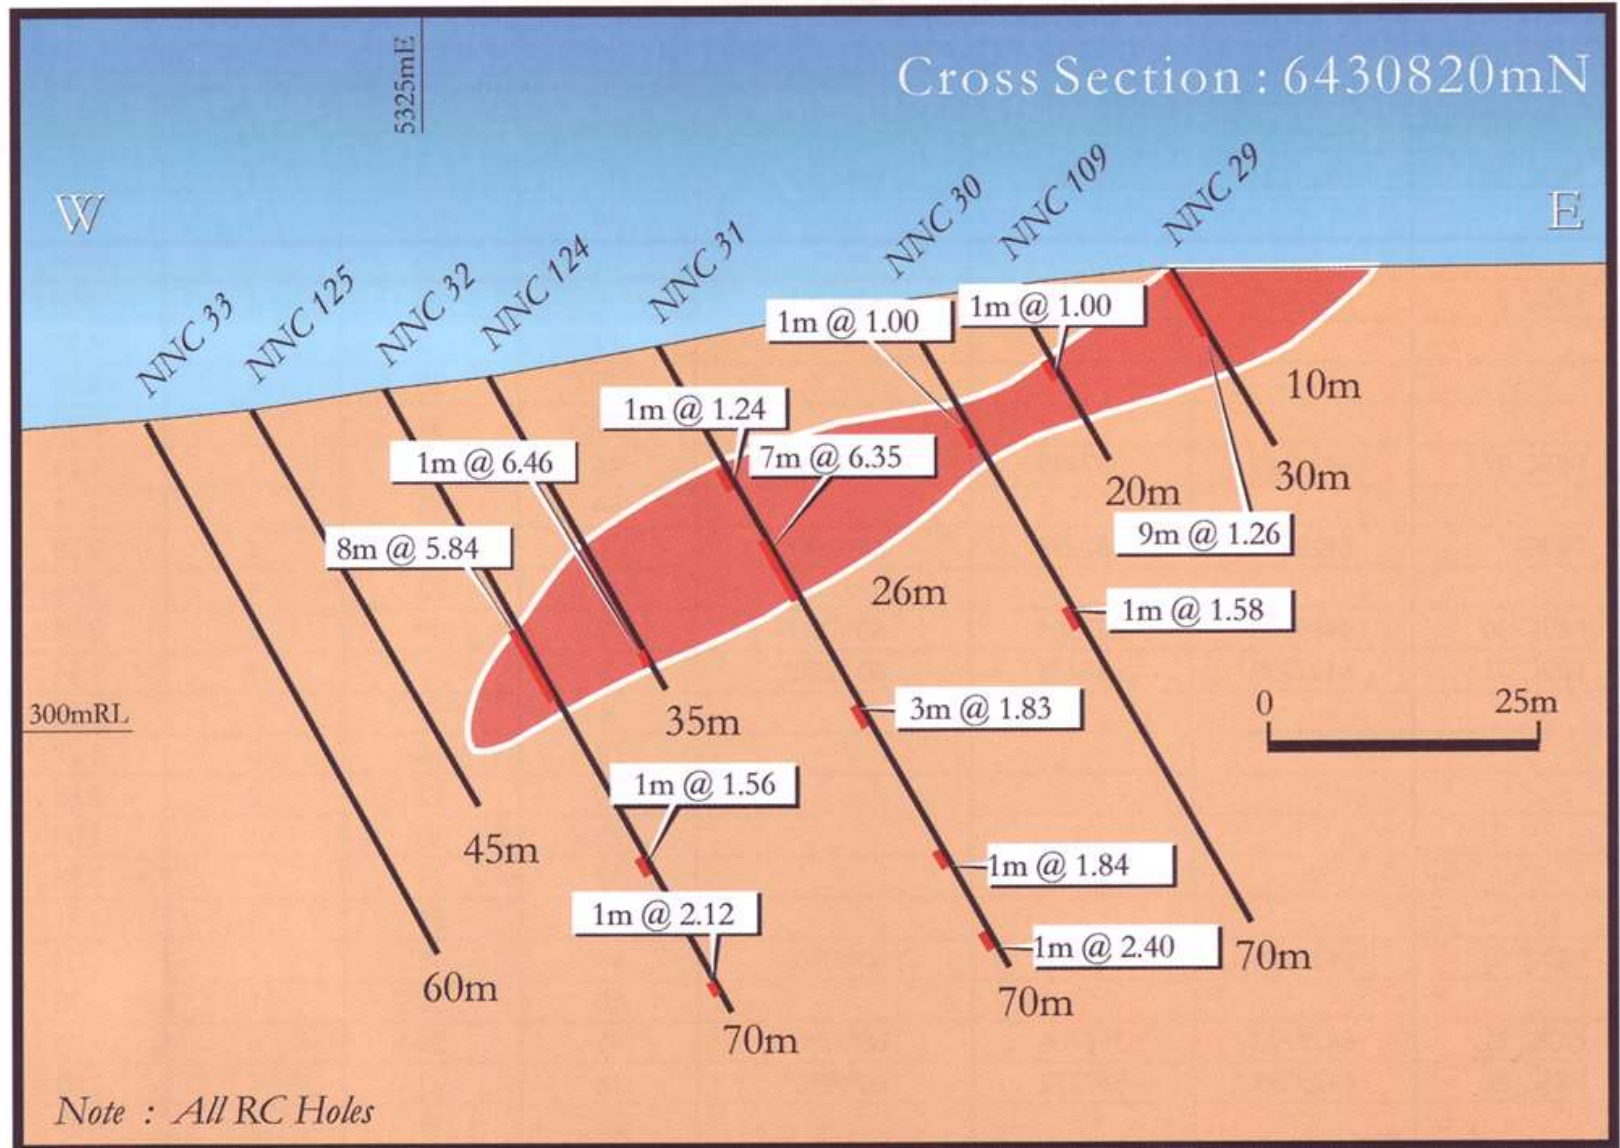 5325mE
Cross Section : 6430820mN
W
E
NNC 33
NNC 125
NNC 32
NNC 124
NNC 31
NNC 30
NNC 109
NNC 29
1m @ 1.00
1m @ 1.00
1m @ 1.24
10m
1m @ 6.46
7m @ 6.35
30m
20m
8m @ 5.84
9m @ 1.26
26m
1m @ 1.58
300mRL
35m
3m @ 1.83
0
25m
1m @ 1.56
45m
1m @ 1.84
1m @ 2.12
1m @ 2.40
70m
60m
70m
70m
Note : All RC Holes